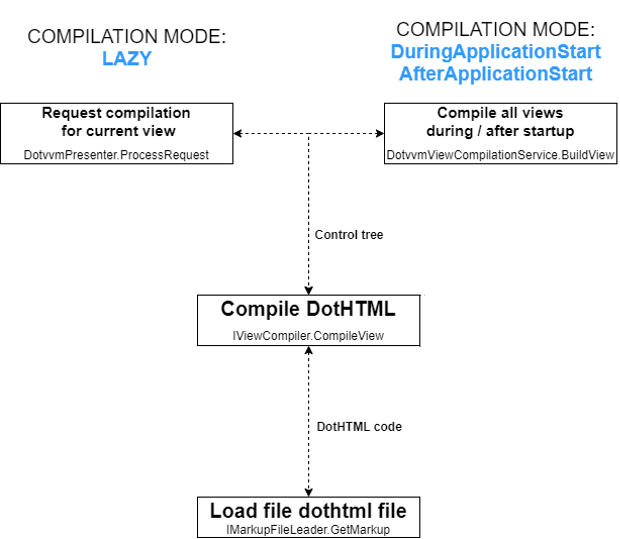 COMPILATION MODE:
LAZY
COMPILATION MODE:
DuringApplicationStart
AfterApplicationStart
Request compilation
for current view
DotvvmPresenter.ProcessRequest
Compile all views
during / after startup
DotvvmViewCompilationService.BuildView
Control tree
Compile DotHTML
IViewCompiler.CompileView
DotHTML code
Load file dothtml file
IMarkupFileLeader.GetMarkup